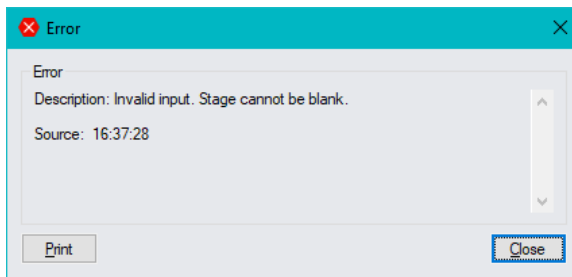 Error
Error
Description: Invalid input. Stage cannot be blank.
Source: 16:37:28
Print
Close